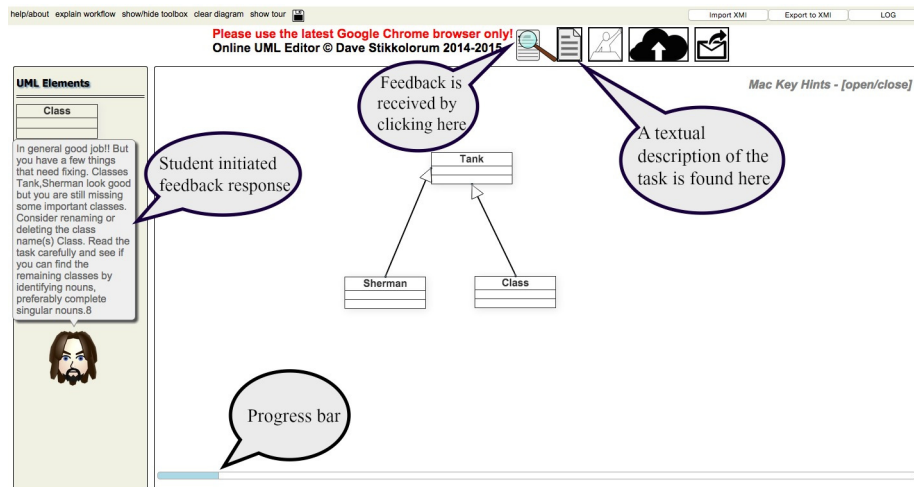 help/about explain workflow show/hide toolbox clear diagram show tour
Import XMI Export to XMI LOG
Please use the latest Google Chrome browser only!
Online UML Editor © Dave Stikkolorum 2014-2015
UML Elements
Class
In general good job!! But
you have a few things
that need fixing. Classes
Tank,Sherman look good
but you are still missing
some important classes.
Consider renaming or
deleting the class
name(s) Class. Read the
task carefully and see if
you can find the
remaining classes by
identifying nouns,
preferably complete
singular nouns.8
Student initiated
feedback response
Feedback is
received by
clicking here
Mac Key Hints - [open/close]
A textual
description of the
task is found here
Tank
Sherman
Class
Progress bar